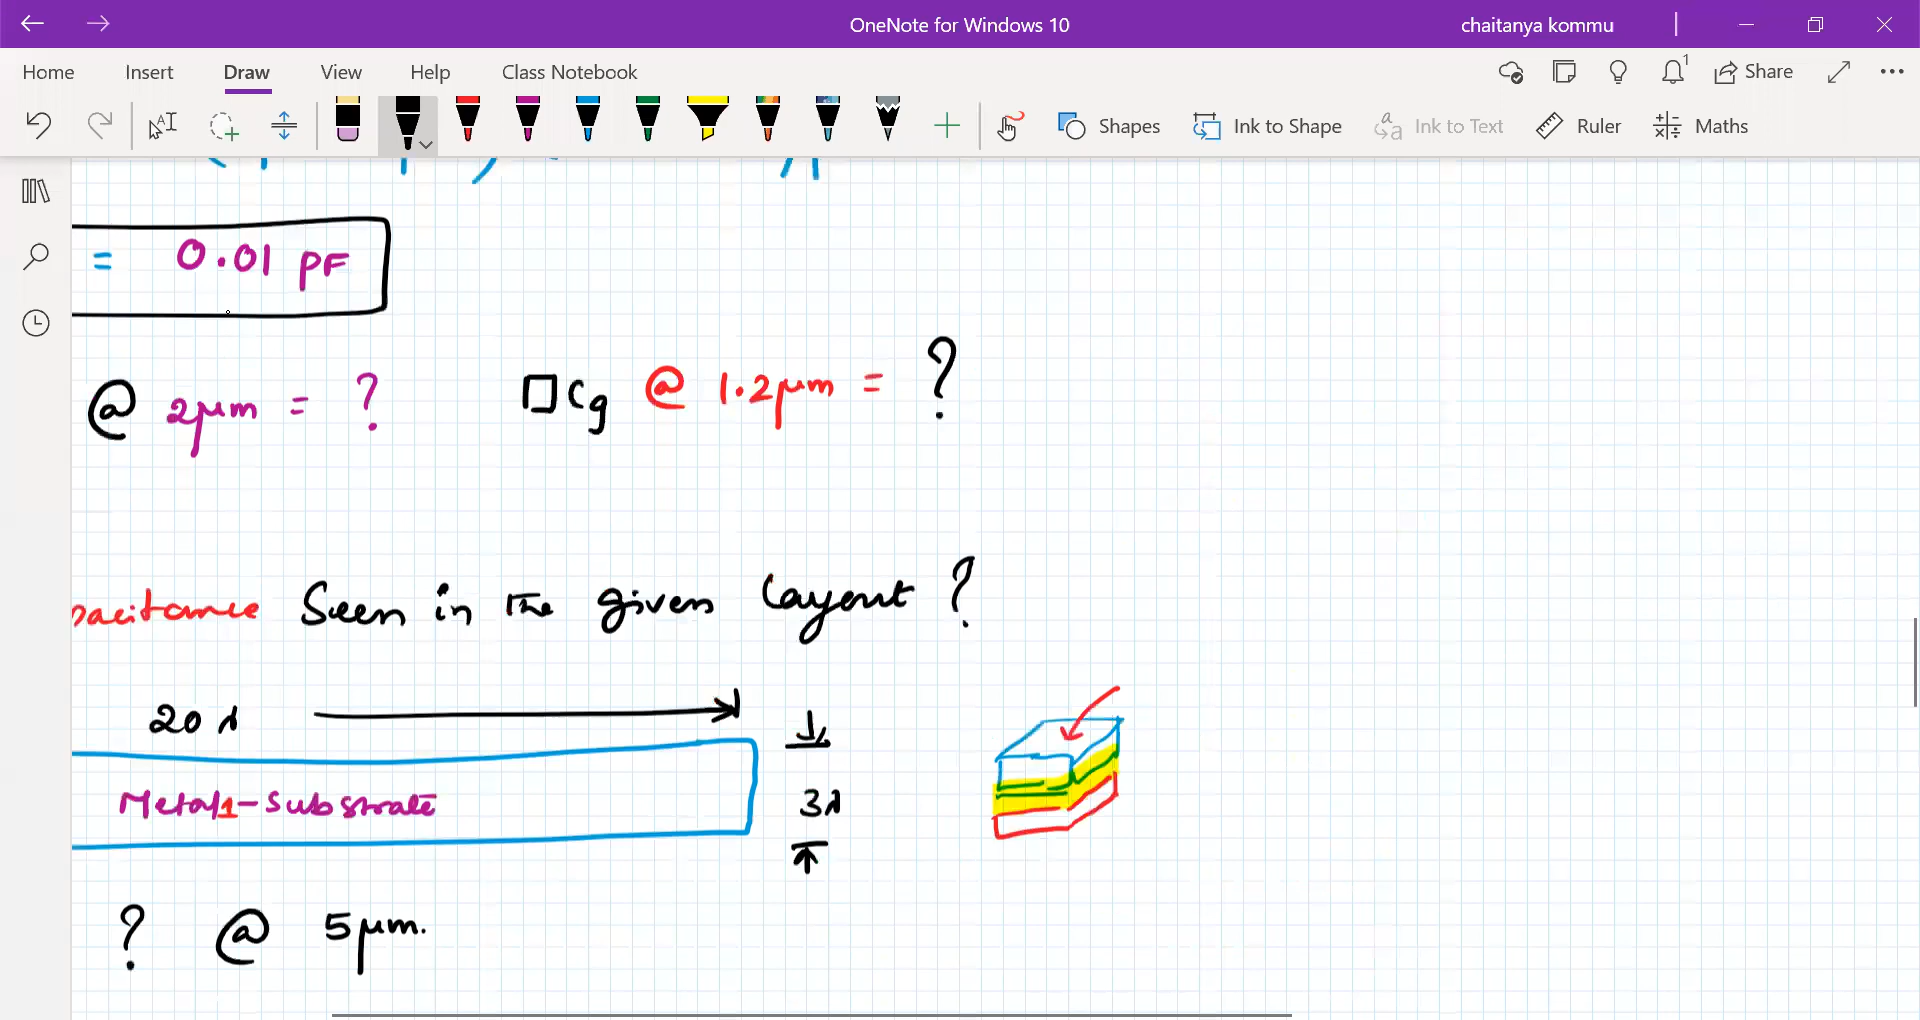 OneNote for Windows 10
chaitanya kommu
Home Insert Draw View Help Class Notebook
1
Share
Shapes
Ink to Shape
Ink to Text
Ruler
Maths
= 0.01 pF
@ 2μm = ?
□ Cg @ 1.2μm = ?
pacitance Seen in the given layout ?
20 λ
Metal1-Substrate
3λ
? @ 5μm.